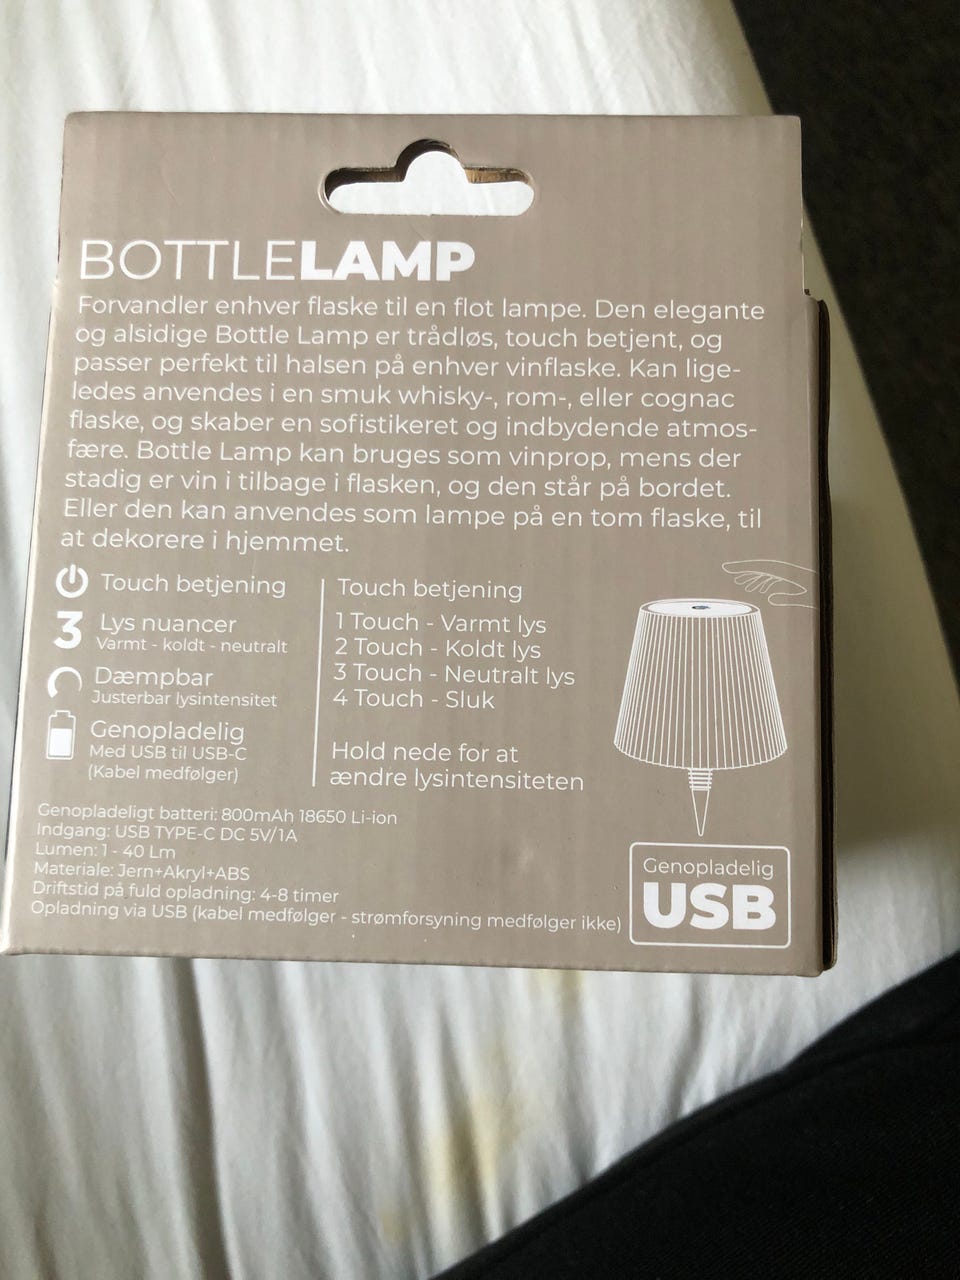 BOTTLELAMP
Forvandler enhver flaske til en flot lampe. Den elegante
og alsidige Bottle Lamp er trådløs, touch betjent, og
passer perfekt til halsen på enhver vinflaske. Kan lige-
ledes anvendes i en smuk whisky-, rom-, eller cognac
flaske, og skaber en sofistikeret og indbydende atmos-
fære. Bottle Lamp kan bruges som vinprop, mens der
stadig er vin i tilbage i flasken, og den står på bordet.
Eller den kan anvendes som lampe på en tom flaske, til
at dekorere i hjemmet.
Touch betjening
3 Lys nuancer
Varmt - koldt - neutralt
Dæmpbar
Justerbar lysintensitet
Genopladelig
Med USB til USB-C
(Kabel medfølger)
Touch betjening
1 Touch - Varmt lys
2 Touch - Koldt lys
3 Touch - Neutralt lys
4 Touch - Sluk
Hold nede for at
ændre lysintensiteten
Genopladeligt batteri: 800mAh 18650 Li-ion
Indgang: USB TYPE-C DC 5V/1A
Lumen: 1 - 40 Lm
Materiale: Jern+Akryl+ABS
Driftstid på fuld opladning: 4-8 timer
Opladning via USB (kabel medfølger - strømforsyning medfølger ikke)
Genopladelig
USB